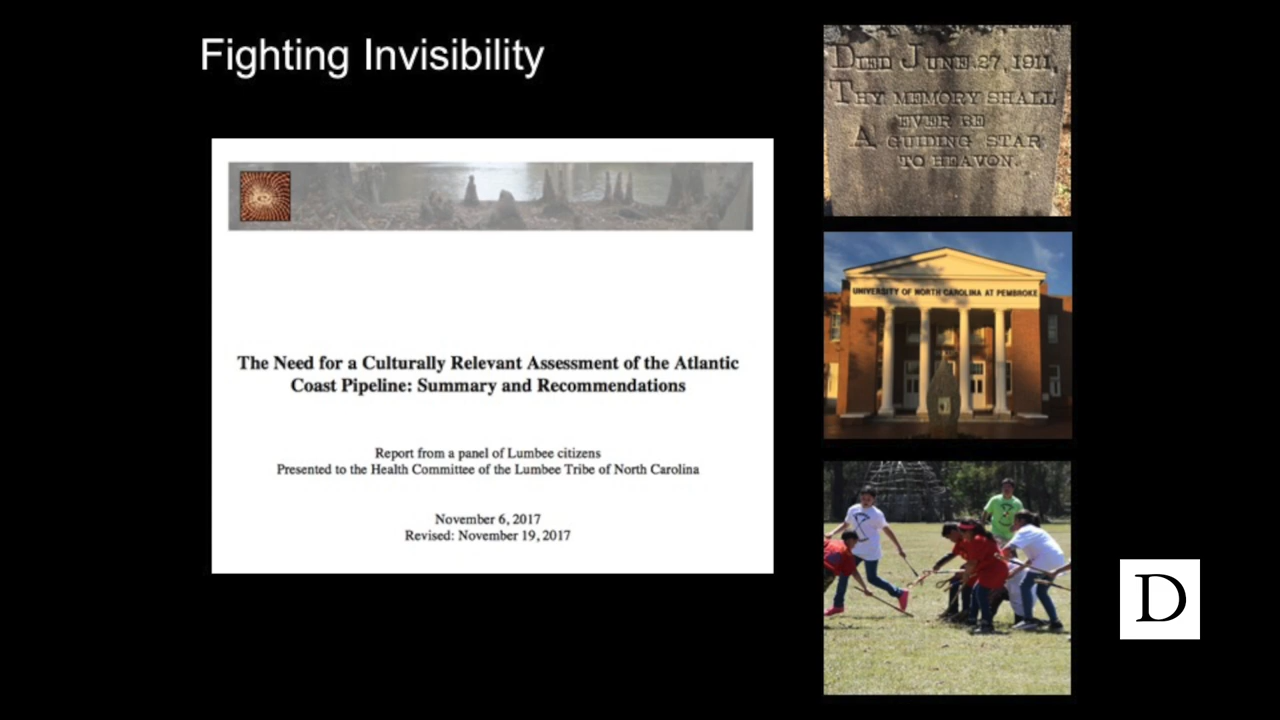 Fighting Invisibility
The Need for a Culturally Relevant Assessment of the Atlantic
Coast Pipeline: Summary and Recommendations
Report from a panel of Lumbee citizens
Presented to the Health Committee of the Lumbee Tribe of North Carolina
November 6, 2017
Revised: November 19, 2017
DIED JUNE 27, 1911,
THY MEMORY SHALL
EVER BE
A GUIDING STAR
TO HEAVON.
UNIVERSITY OF NORTH CAROLINA AT PEMBROKE
D